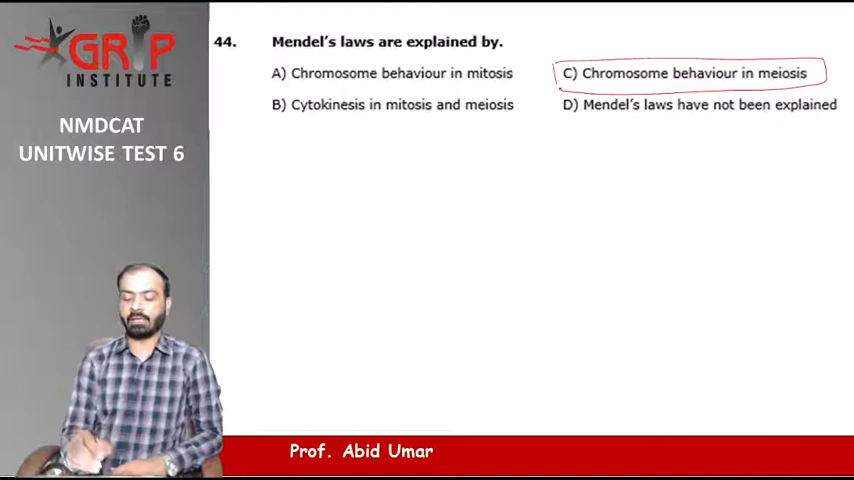 GRIP
INSTITUTE
NMDCAT
UNITWISE TEST 6
44. Mendel's laws are explained by.
A) Chromosome behaviour in mitosis
C) Chromosome behaviour in meiosis
B) Cytokinesis in mitosis and meiosis
D) Mendel's laws have not been explained
Prof. Abid Umar